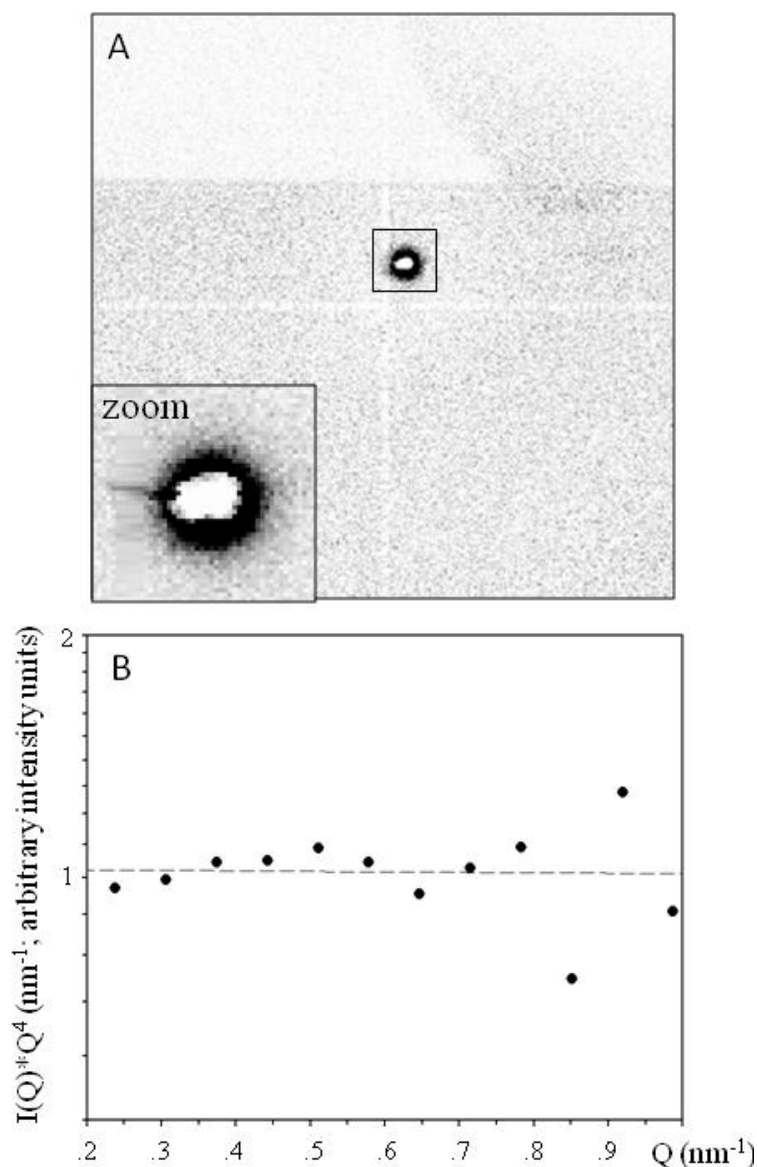 A
zoom
B
I(Q)*Q⁴ (nm⁻¹; arbitrary intensity units)
2
1
.2 .3 .4 .5 .6 .7 .8 .9 Q (nm⁻¹)